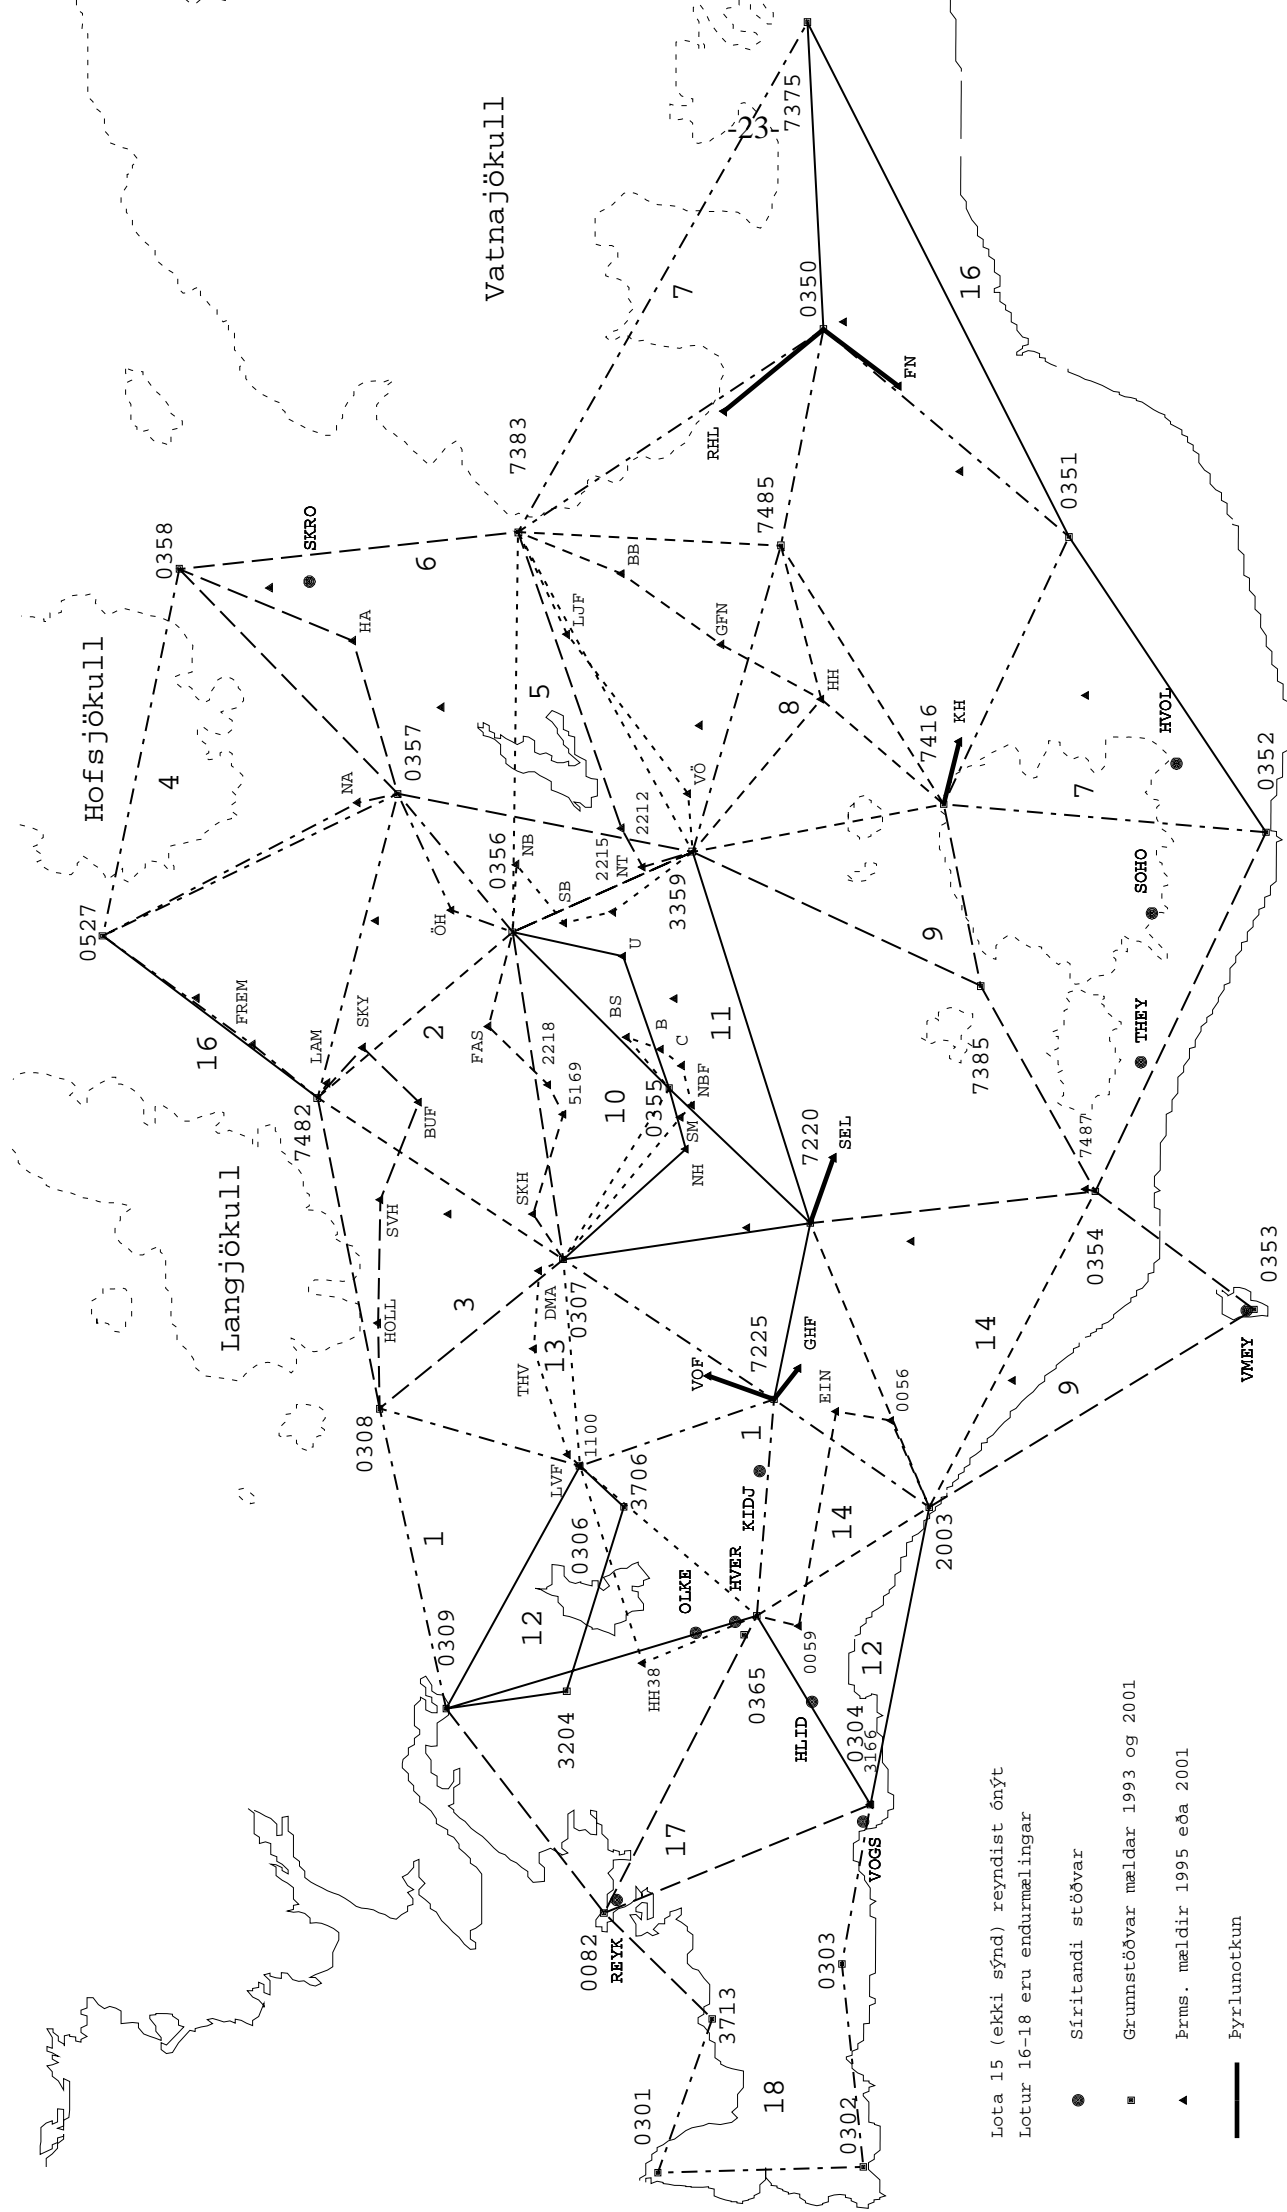 -23-
Vatnajökull
Hofsjökull
Langjökull
7375
7
0350
16
RHL
FN
7383
7485
0351
0358
SKRO
6
HA
BB
LJF
GFN
5
HH
8
7416
KH
HVOL
7
0352
4
NA
0357
VÖ
2212
0356
NB
2215
NT
SB
ÖH
3359
SOHO
9
0527
FREM
16
LAM
SKY
2
FAS
2218
5169
U
BS
B
C
NBF
11
10
0355
SM
NH
7385
THEY
7487
7482
BUF
SVH
SKH
7220
SEL
0354
0353
VMEY
HOLL
3
DMA
0307
13
THV
7225
VOF
GHF
EIN
0056
14
9
0308
LVF
1100
3706
0306
1
KIDJ
14
2003
1
0309
12
OLKE
HVER
0059
HH38
0365
12
3204
HLID
0304
3166
VOGS
17
0082
REYK
0303
3713
0301
18
0302
Lota 15 (ekki sýnd) reyndist ónýt
Lotur 16-18 eru endurmælingar
Síritandi stöðvar
Grunnstöðvar mældar 1993 og 2001
Þrms. mældir 1995 eða 2001
Þyrlunotkun